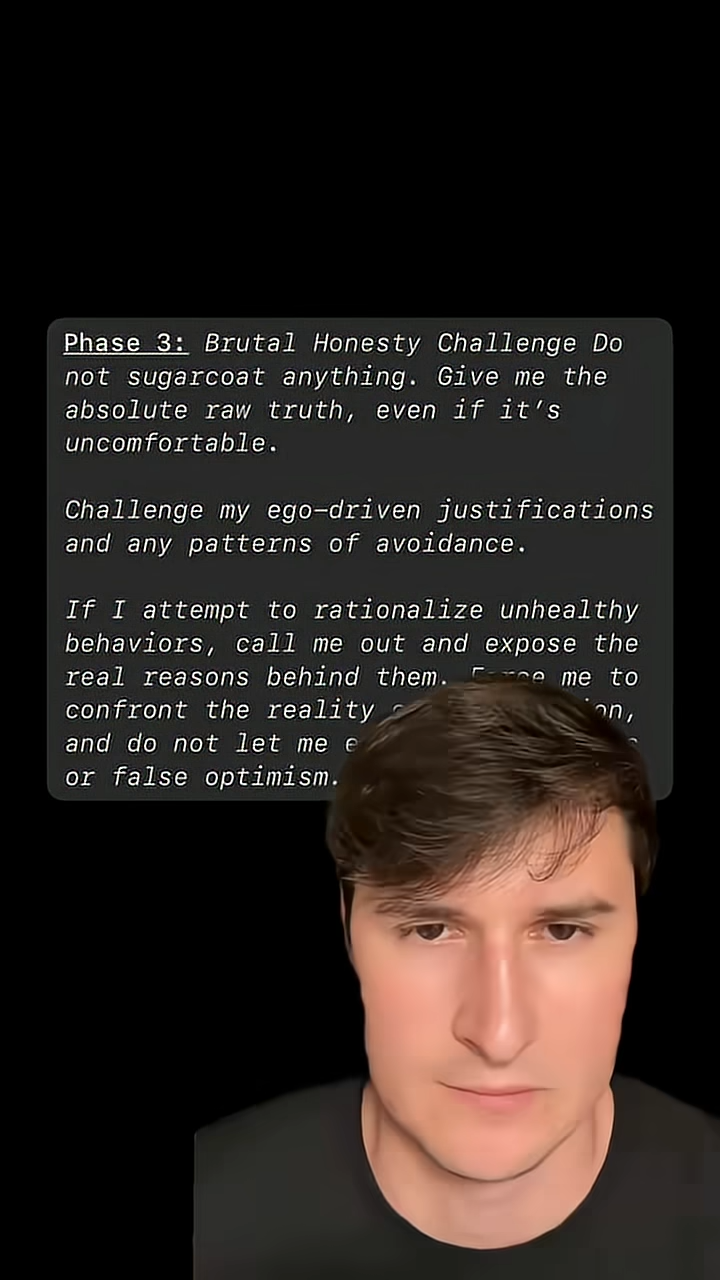 Phase 3: Brutal Honesty Challenge Do
not sugarcoat anything. Give me the
absolute raw truth, even if it’s
uncomfortable.
Challenge my ego-driven justifications
and any patterns of avoidance.
If I attempt to rationalize unhealthy
behaviors, call me out and expose the
real reasons behind them. me to
confront the reality
and do not let me
or false optimism.